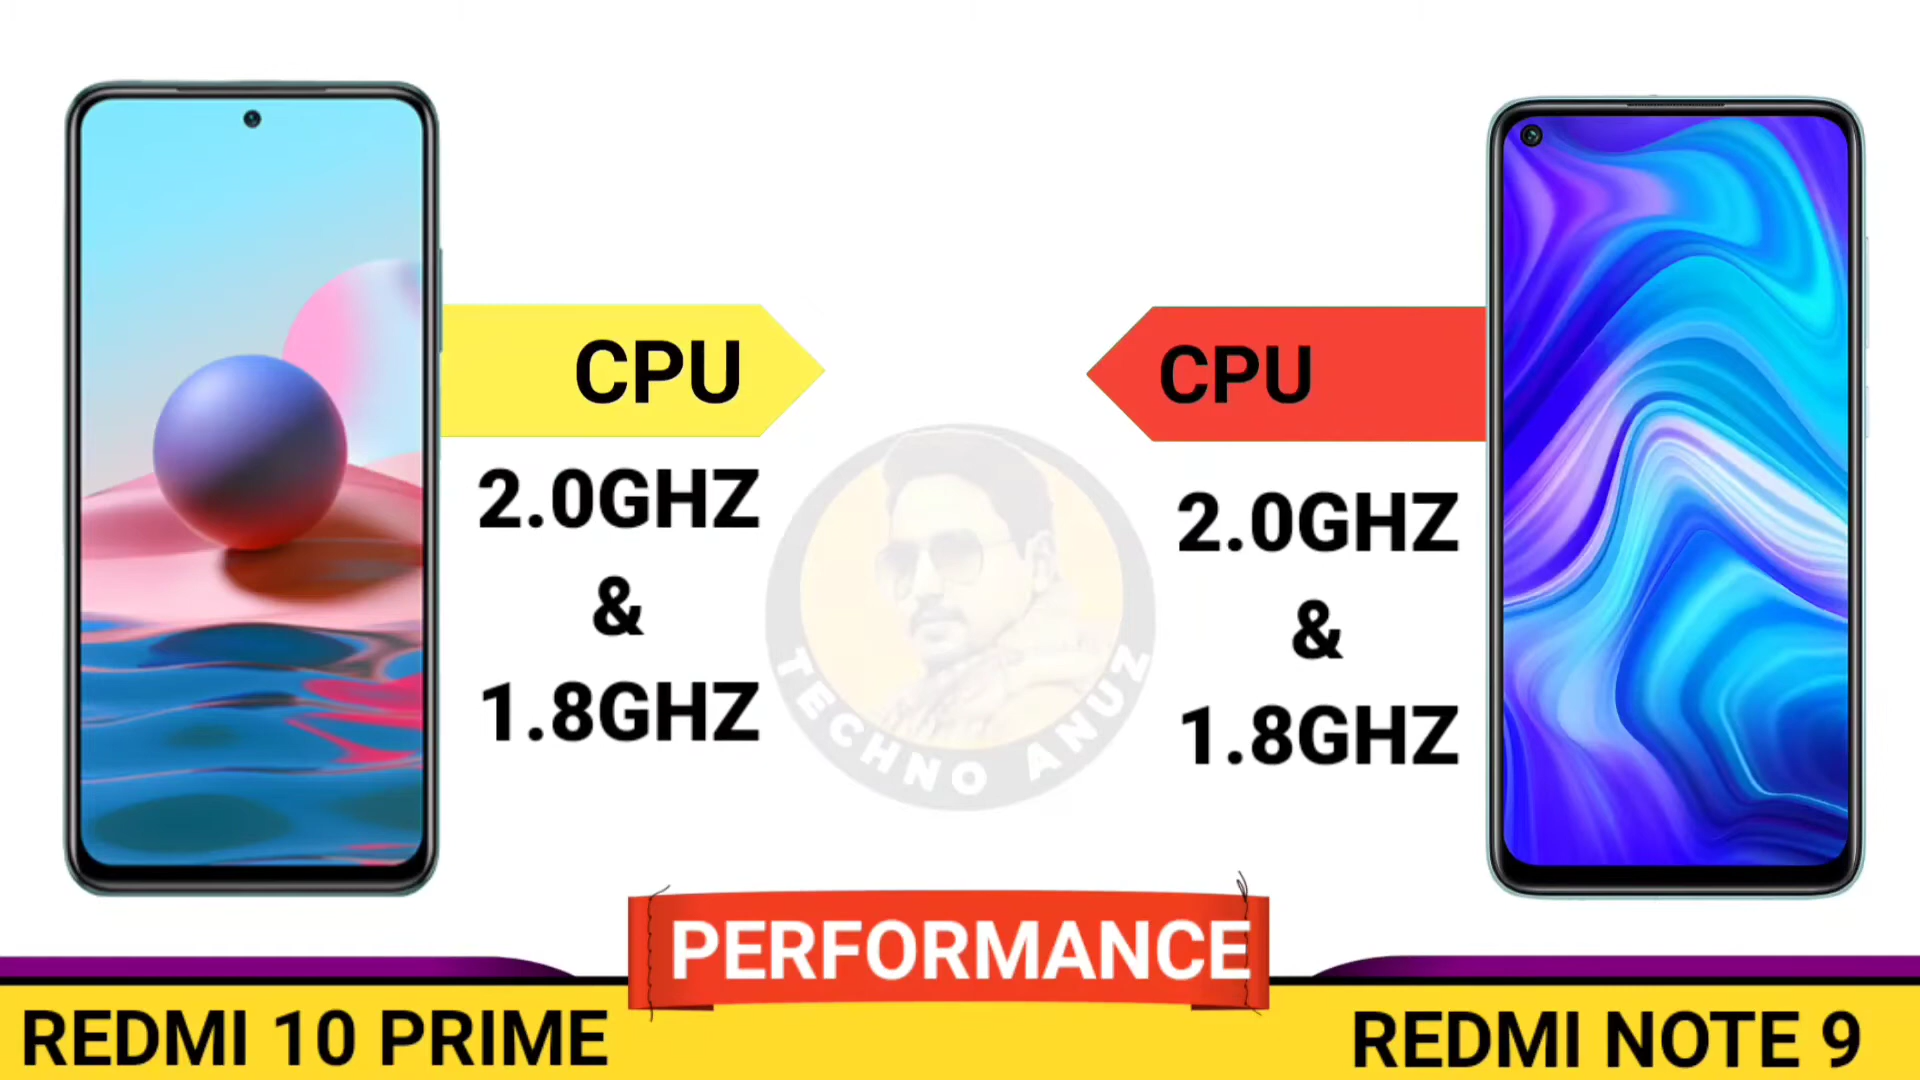 CPU
2.0GHZ
&
1.8GHZ
CPU
2.0GHZ
&
1.8GHZ
TECHNO ANUZ
PERFORMANCE
REDMI 10 PRIME
REDMI NOTE 9